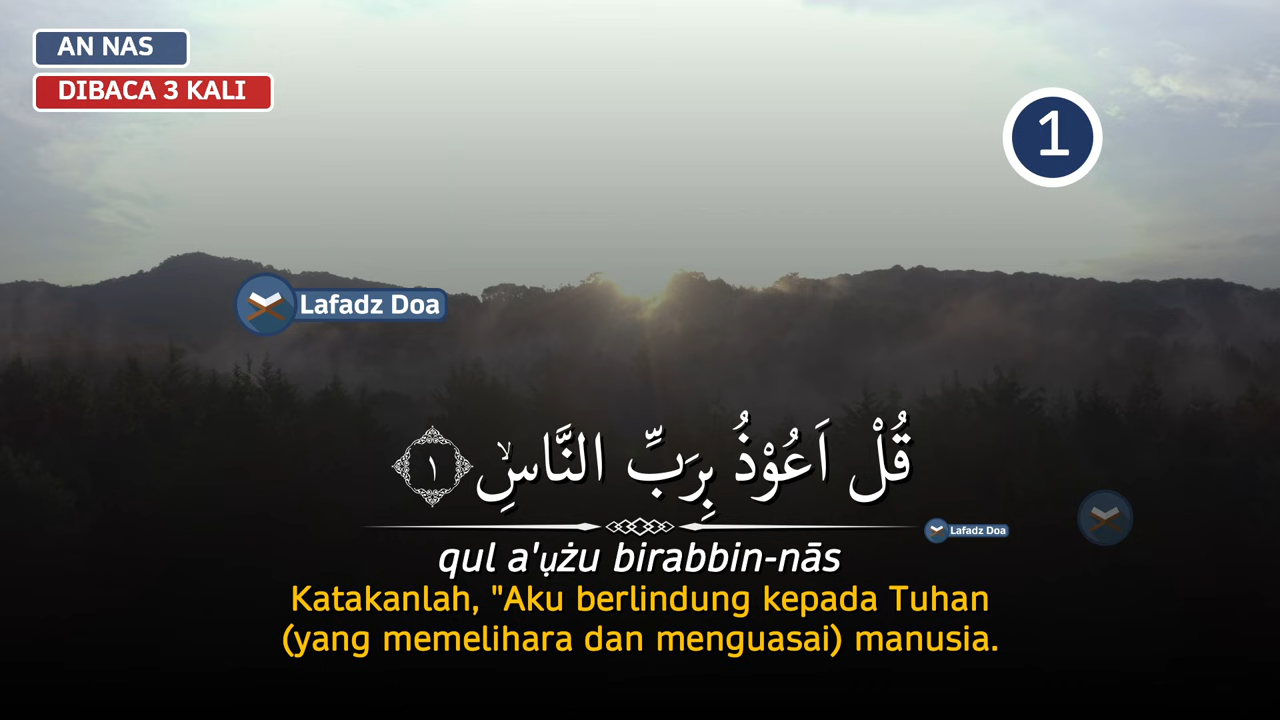 AN NAS
DIBACA 3 KALI
1
Lafadz Doa
قُلْ اَعُوْذُ بِرَبِّ النَّاسِۙ ١
Lafadz Doa
qul a'ụżu birabbin-nās
Katakanlah, "Aku berlindung kepada Tuhan
(yang memelihara dan menguasai) manusia.